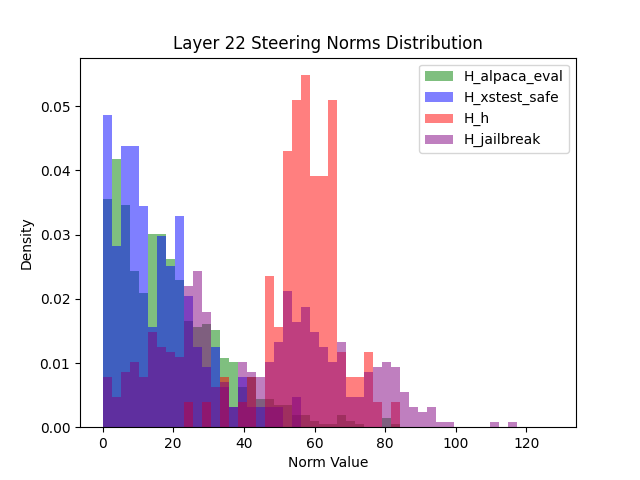 Layer 22 Steering Norms Distribution
H_alpaca_eval
H_xstest_safe
H_h
H_jailbreak
0.05
0.04
0.03
0.02
0.01
0.00
Density
0 20 40 60 80 100 120
Norm Value